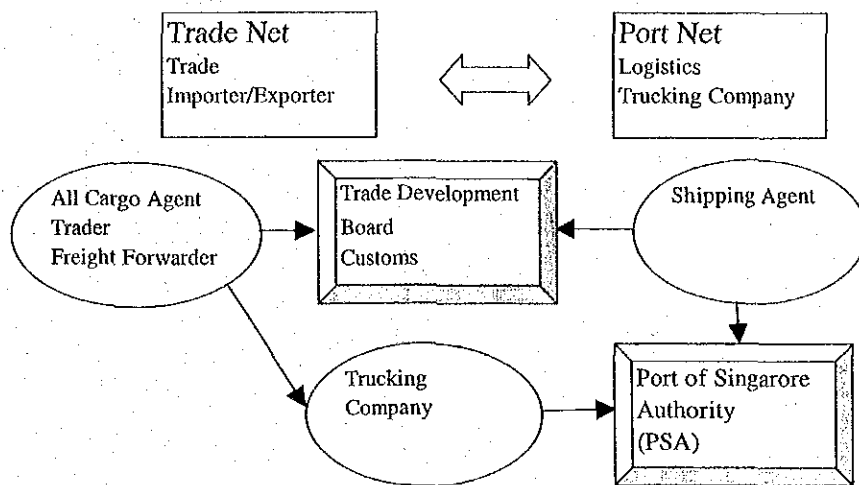 Trade Net
Trade
Importer/Exporter
Port Net
Logistics
Trucking Company
All Cargo Agent
Trader
Freight Forwarder
Trade Development
Board
Customs
Shipping Agent
Trucking
Company
Port of Singarore
Authority
(PSA)